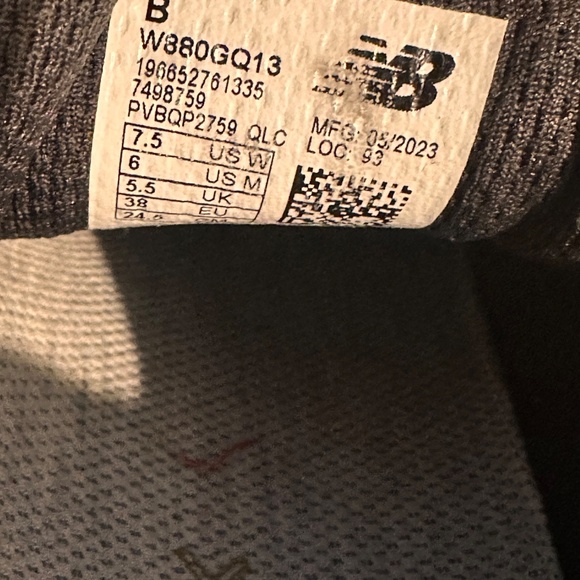 B
W880GQ13
196652761335
7498759
PVBQP2759 QLC
7.5 US W
6 US M
5.5 UK
38 EU
NB
MFG: 05/2023
LOC: 93